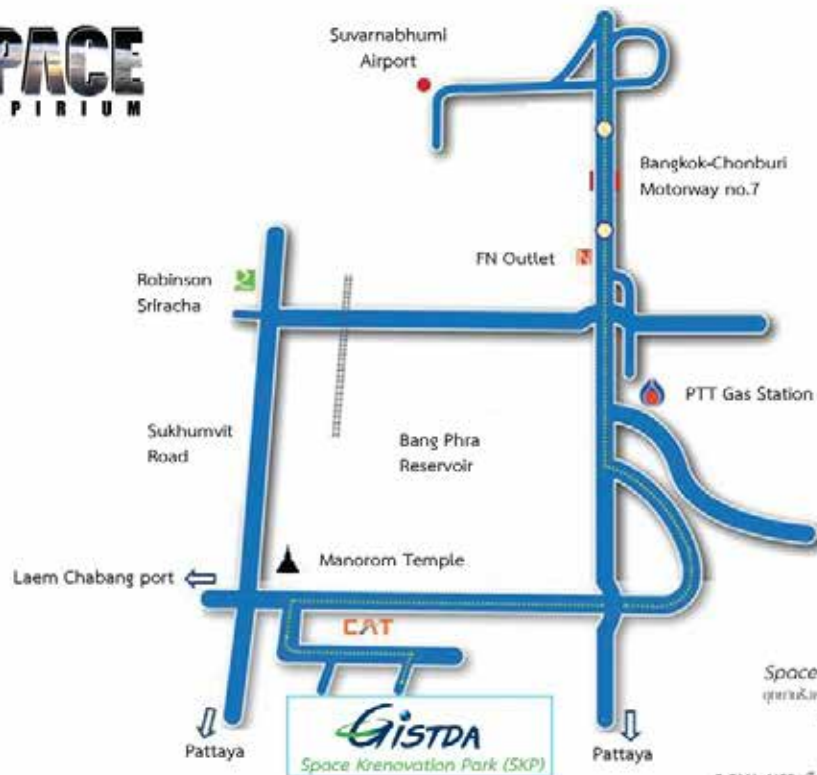 PACE
PIRIUM
Suvarnabhumi
Airport
Bangkok-Chonburi
Motorway no.7
FN Outlet
N
Robinson
Sriracha
PTT Gas Station
Sukhumvit
Road
Bang Phra
Reservoir
Manorom Temple
Laem Chabang port
CAT
Space
GISTDA
Space Krenovation Park (SKP)
Pattaya
Pattaya